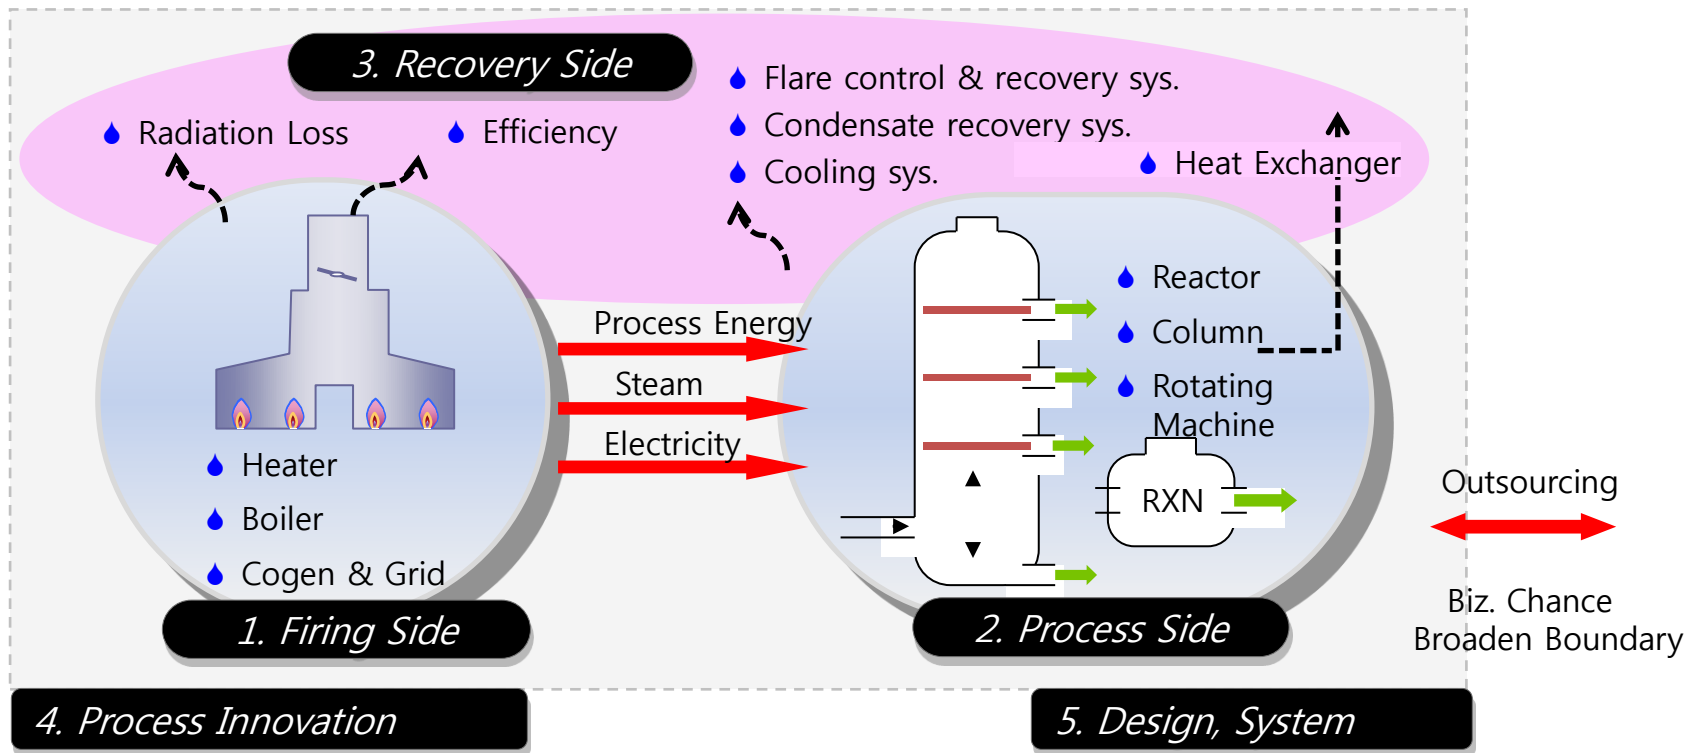 3. Recovery Side
Radiation Loss
Efficiency
Flare control & recovery sys.
Condensate recovery sys.
Cooling sys.
Heat Exchanger
Process Energy
Steam
Electricity
Heater
Boiler
Cogen & Grid
1. Firing Side
Reactor
Column
Rotating
Machine
RXN
2. Process Side
Outsourcing
Biz. Chance
Broaden Boundary
4. Process Innovation
5. Design, System